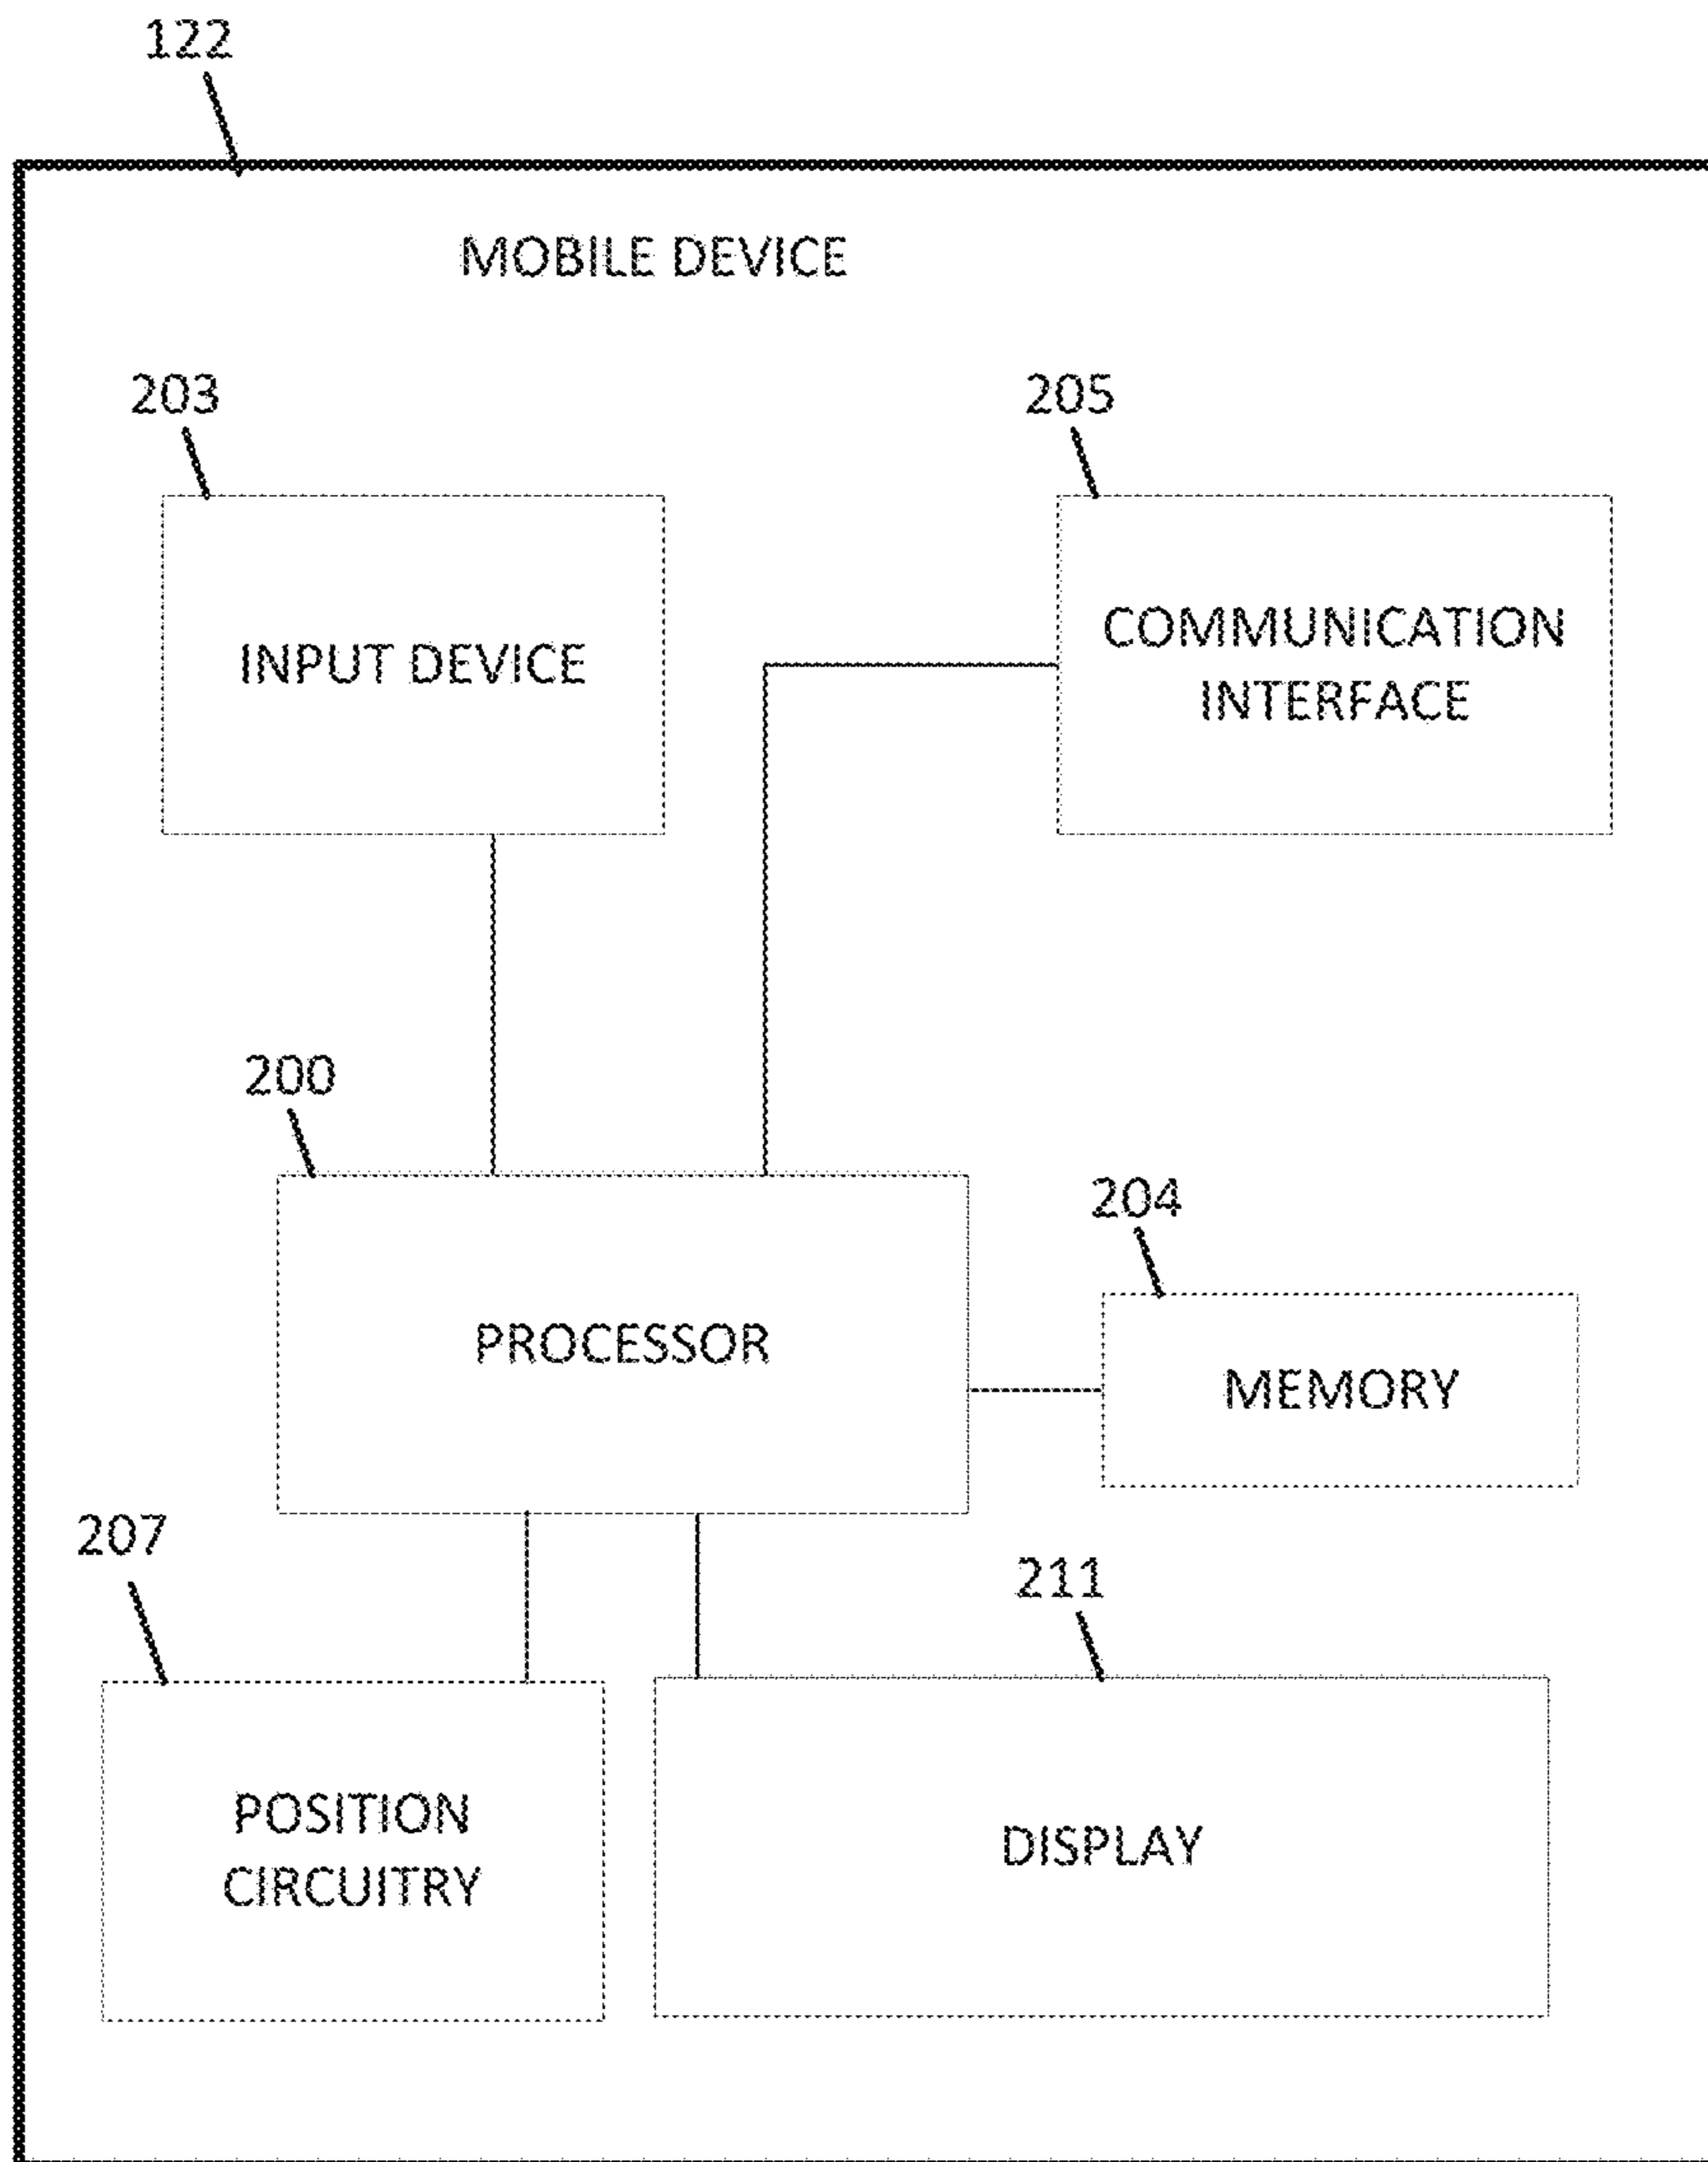 122
MOBILE DEVICE
203
205
INPUT DEVICE
COMMUNICATION
INTERFACE
200
204
PROCESSOR
MEMORY
207
211
POSITION
CIRCUITRY
DISPLAY